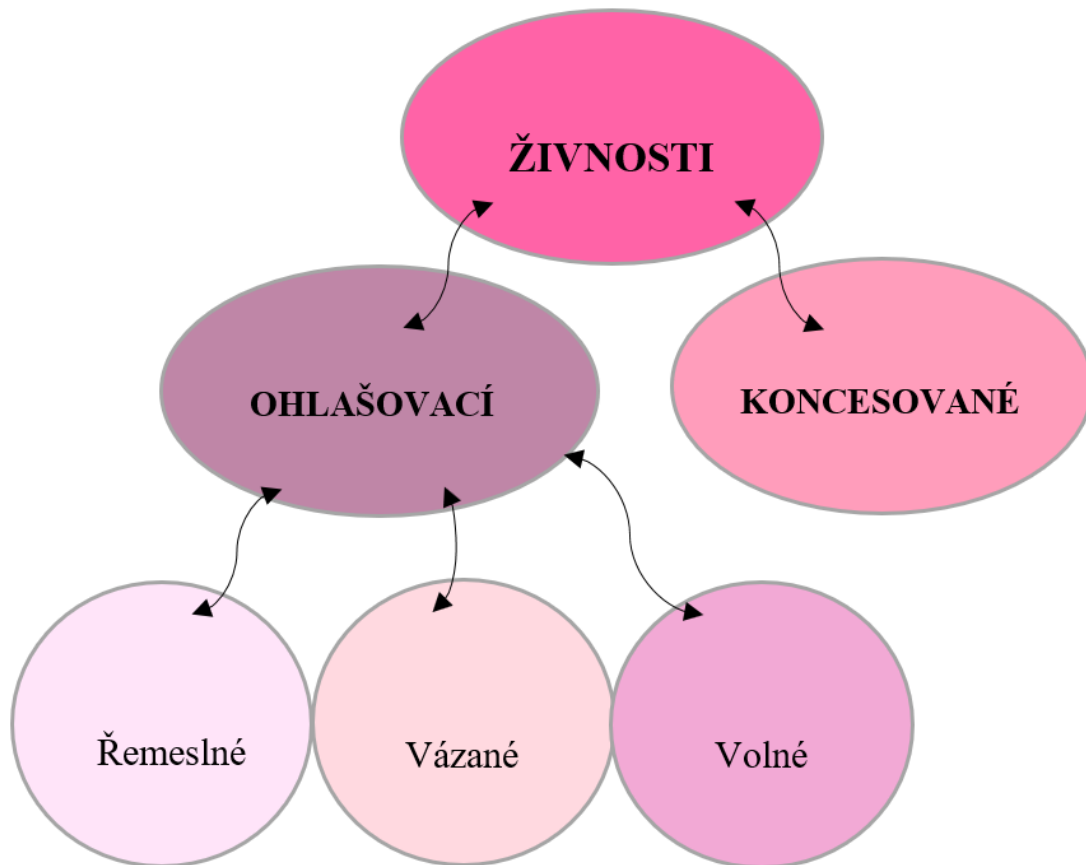 ŽIVNOSTI
OHLAŠOVACÍ
KONCESOVANÉ
Řemeslné
Vázané
Volné